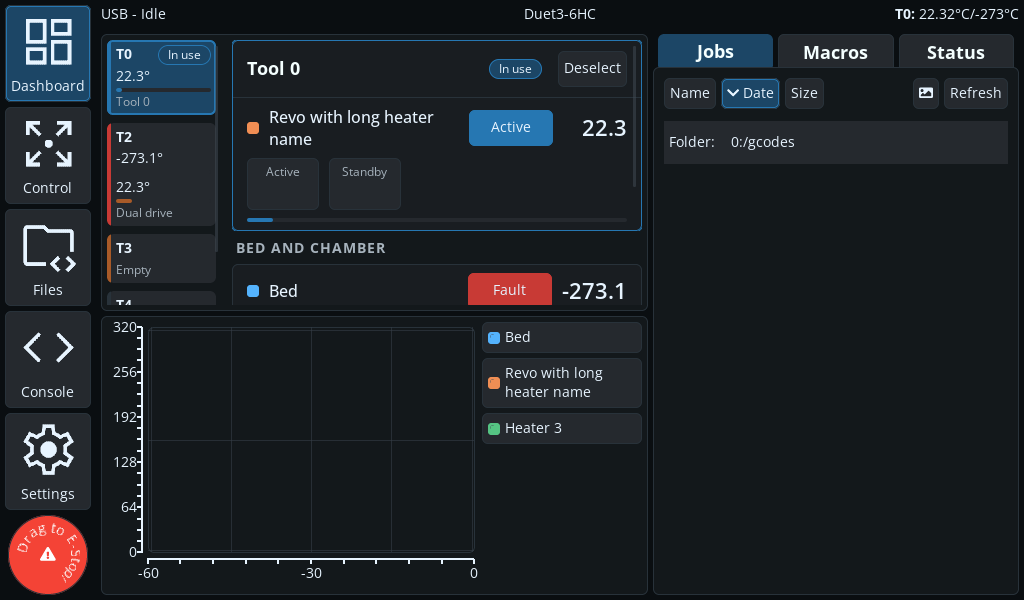 USB - Idle
Duet3-6HC
T0: 22.32°C/-273°C
Dashboard
Control
Files
Console
Settings
Drag to E-Stop!
T0
In use
22.3°
Tool 0
T2
-273.1°
22.3°
Dual drive
T3
Empty
T4
Tool 0
In use
Deselect
Revo with long heater
name
Active
22.3
Active
Standby
BED AND CHAMBER
Bed
Fault
-273.1
320
256
192
128
64
0
-60
-30
0
Bed
Revo with long
heater name
Heater 3
Jobs
Macros
Status
Name
Date
Size
Refresh
Folder: 0:/gcodes